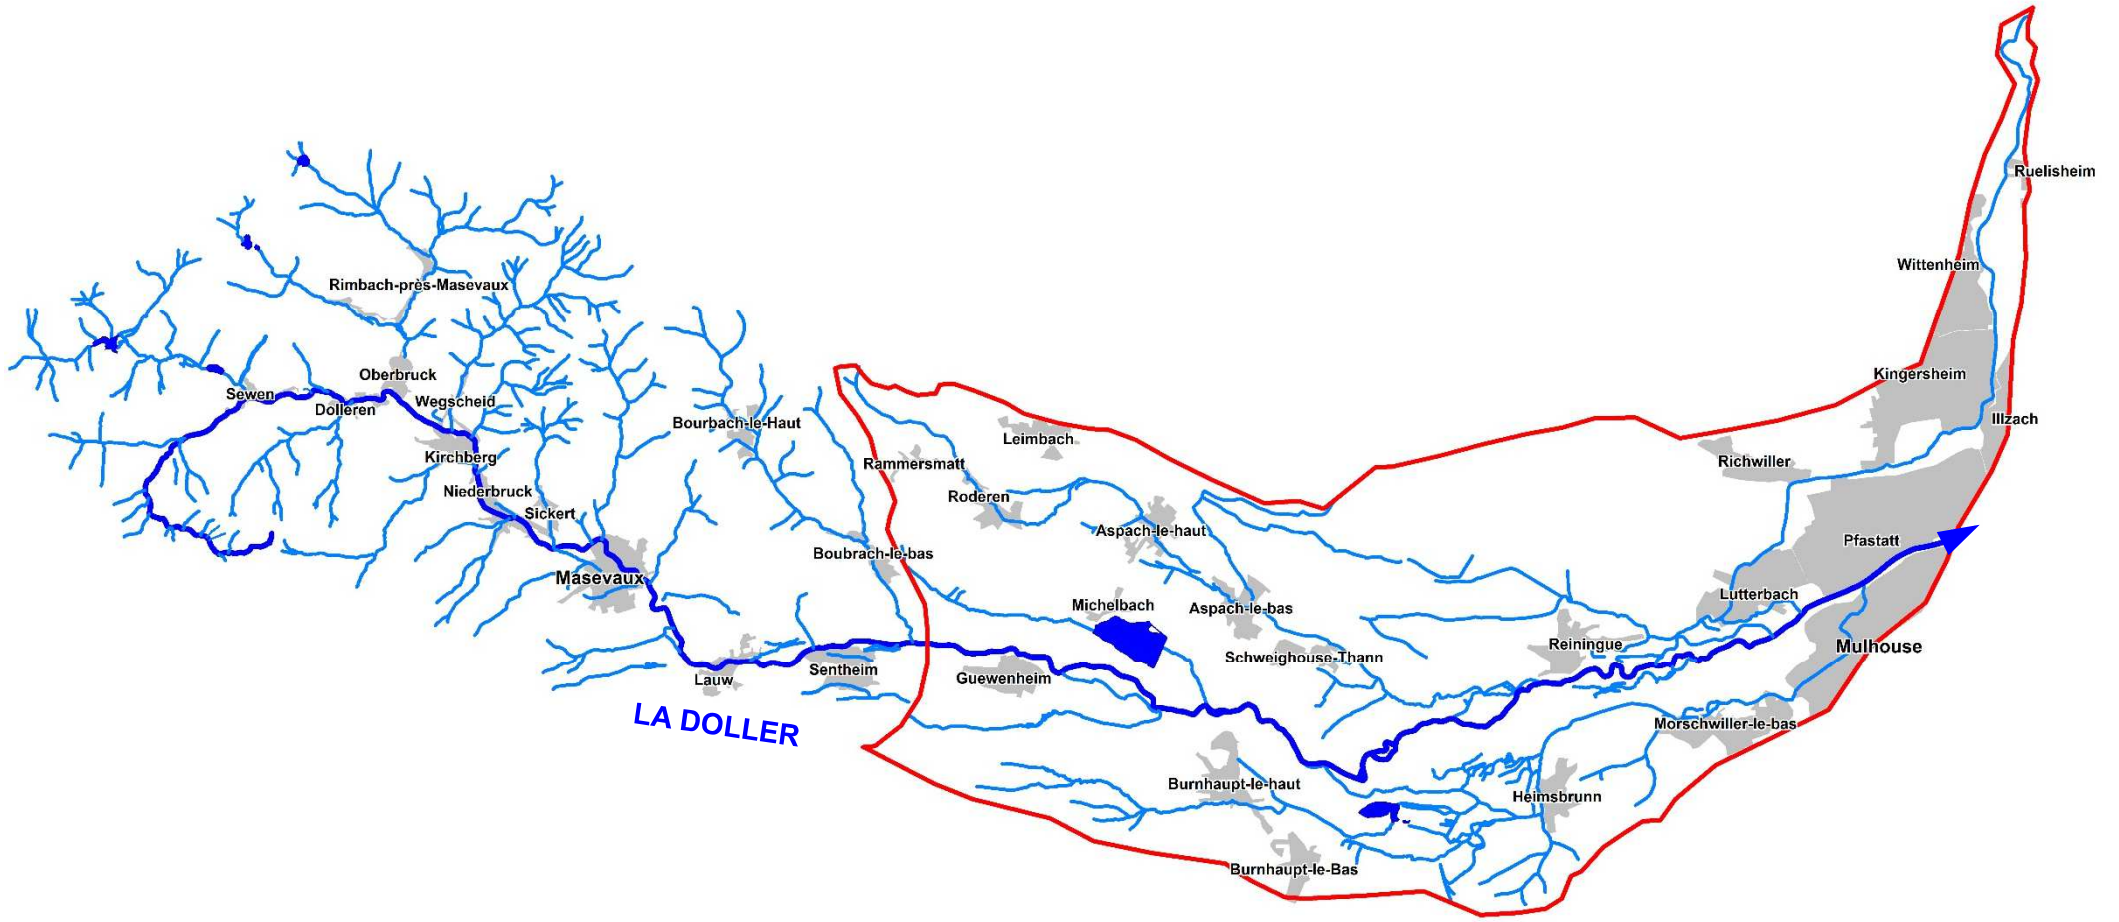 Ruelisheim
Wittenheim
Rimbach-près-Masevaux
Oberbruck
Kingersheim
Sewen
Dolleren
Wegscheid
Illzach
Bourbach-le-Haut
Leimbach
Kirchberg
Rammersmatt
Richwiller
Niederbruck
Roderen
Sickert
Aspach-le-haut
Pfastatt
Boubrach-le-bas
Masevaux
Lutterbach
Michelbach
Aspach-le-bas
Reiningue
Mulhouse
Schweighouse-Thann
Sentheim
Guewenheim
Lauw
LA DOLLER
Morschwiller-le-bas
Burnhaupt-le-haut
Heimsbrunn
Burnhaupt-le-Bas